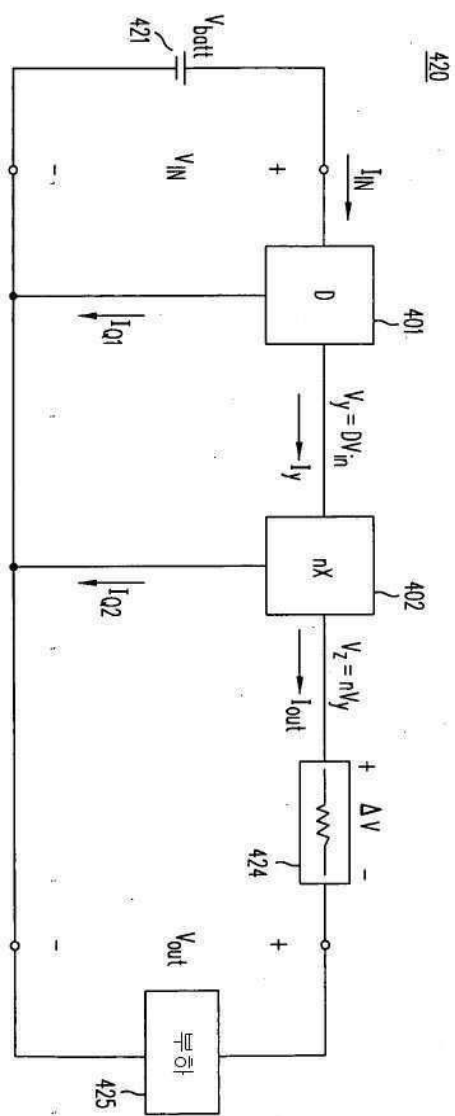 420
I_IN
401
V_y = DV_in
I_y
402
V_z = nV_y
I_out
+ ΔV -
424
D
nX
+
V_IN
-
V_batt
421
I_Q1
I_Q2
+
V_out
-
부하
425